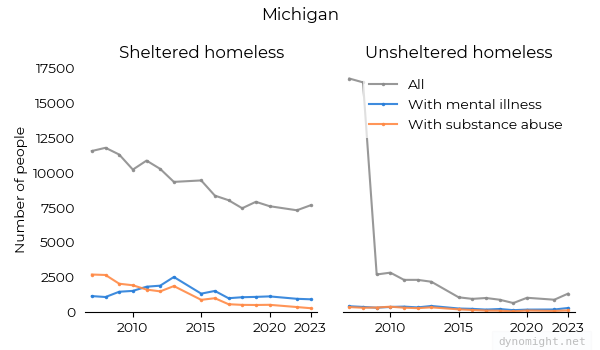 Michigan
Sheltered homeless
Unsheltered homeless
Number of people
17500
15000
12500
10000
7500
5000
2500
0
All
With mental illness
With substance abuse
2010 2015 2020 2023
2010 2015 2020 2023
dynomight.net